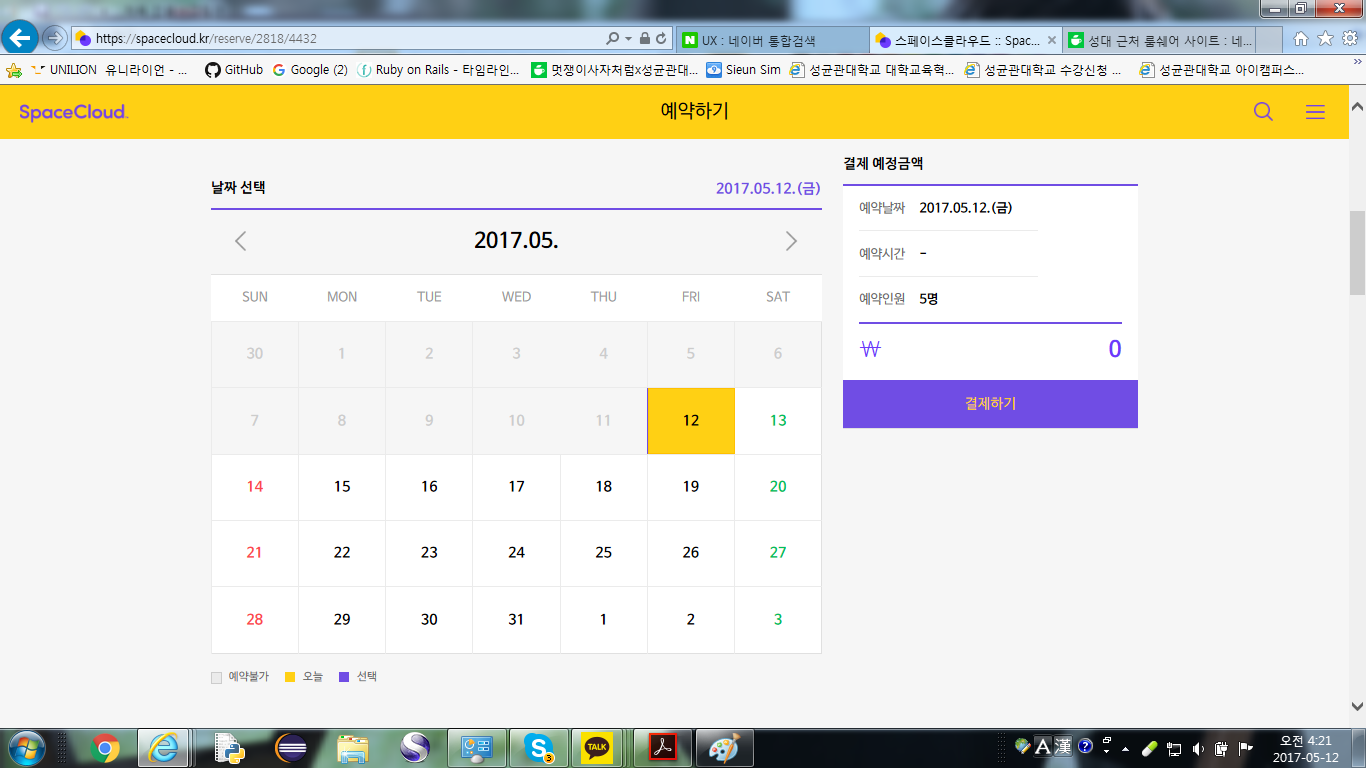 https://spacecloud.kr/reserve/2818/4432
UX : 네이버 통합검색
스페이스클라우드 :: Spac...
성대 근처 룸쉐어 사이트 : 네...
UNILION 유니라이언 - ...
GitHub
Google (2)
Ruby on Rails - 타임라인...
멋쟁이사자처럼x성균관대...
Sieun Sim
성균관대학교 대학교육혁...
성균관대학교 수강신청 ...
성균관대학교 아이캠퍼스...
SpaceCloud.
예약하기
날짜 선택
2017.05.12.(금)
2017.05.
SUN MON TUE WED THU FRI SAT
30 1 2 3 4 5 6
7 8 9 10 11 12 13
14 15 16 17 18 19 20
21 22 23 24 25 26 27
28 29 30 31 1 2 3
예약불가 오늘 선택
결제 예정금액
예약날짜 2017.05.12.(금)
예약시간 -
예약인원 5명
₩ 0
결제하기
TALK
3
A 漢
오전 4:21
2017-05-12